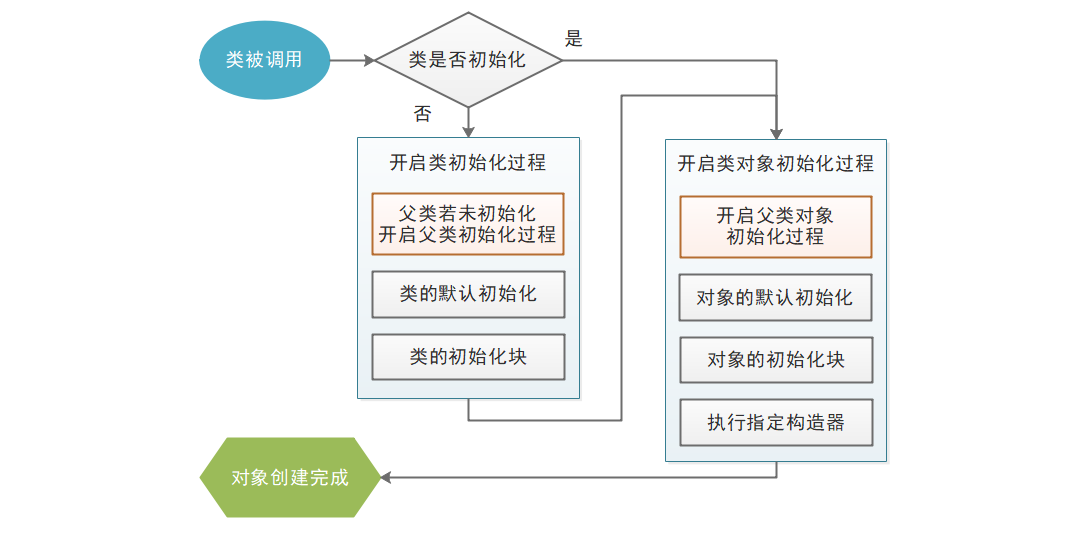 类被调用
类是否初始化
是
否
开启类初始化过程
父类若未初始化
开启父类初始化过程
类的默认初始化
类的初始化块
开启类对象初始化过程
开启父类对象
初始化过程
对象的默认初始化
对象的初始化块
执行指定构造器
对象创建完成